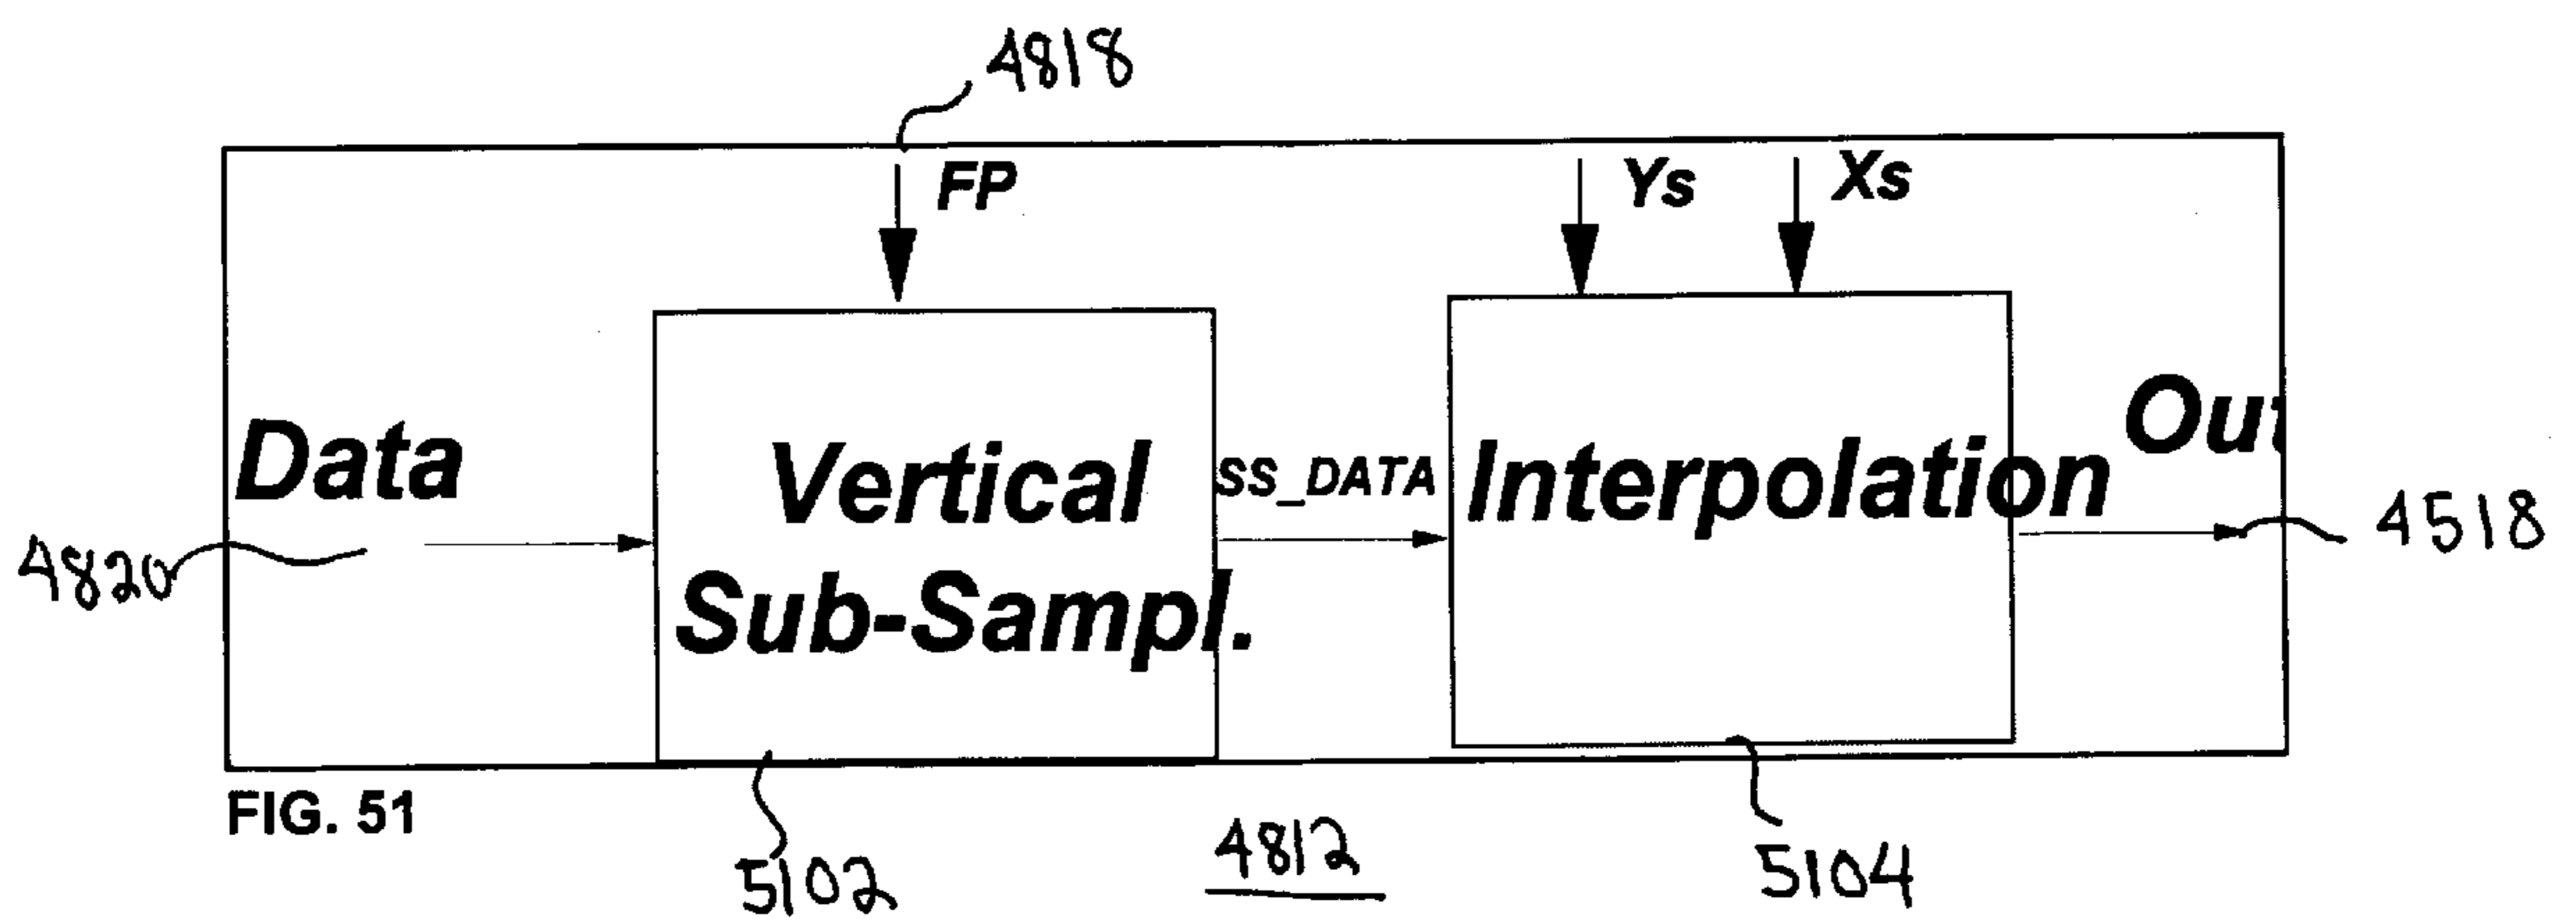 4818
FP
Ys
Xs
Data
Vertical
Sub-Sampl.
SS_DATA
Interpolation
Out
4820
4518
FIG. 51
5102
4812
5104